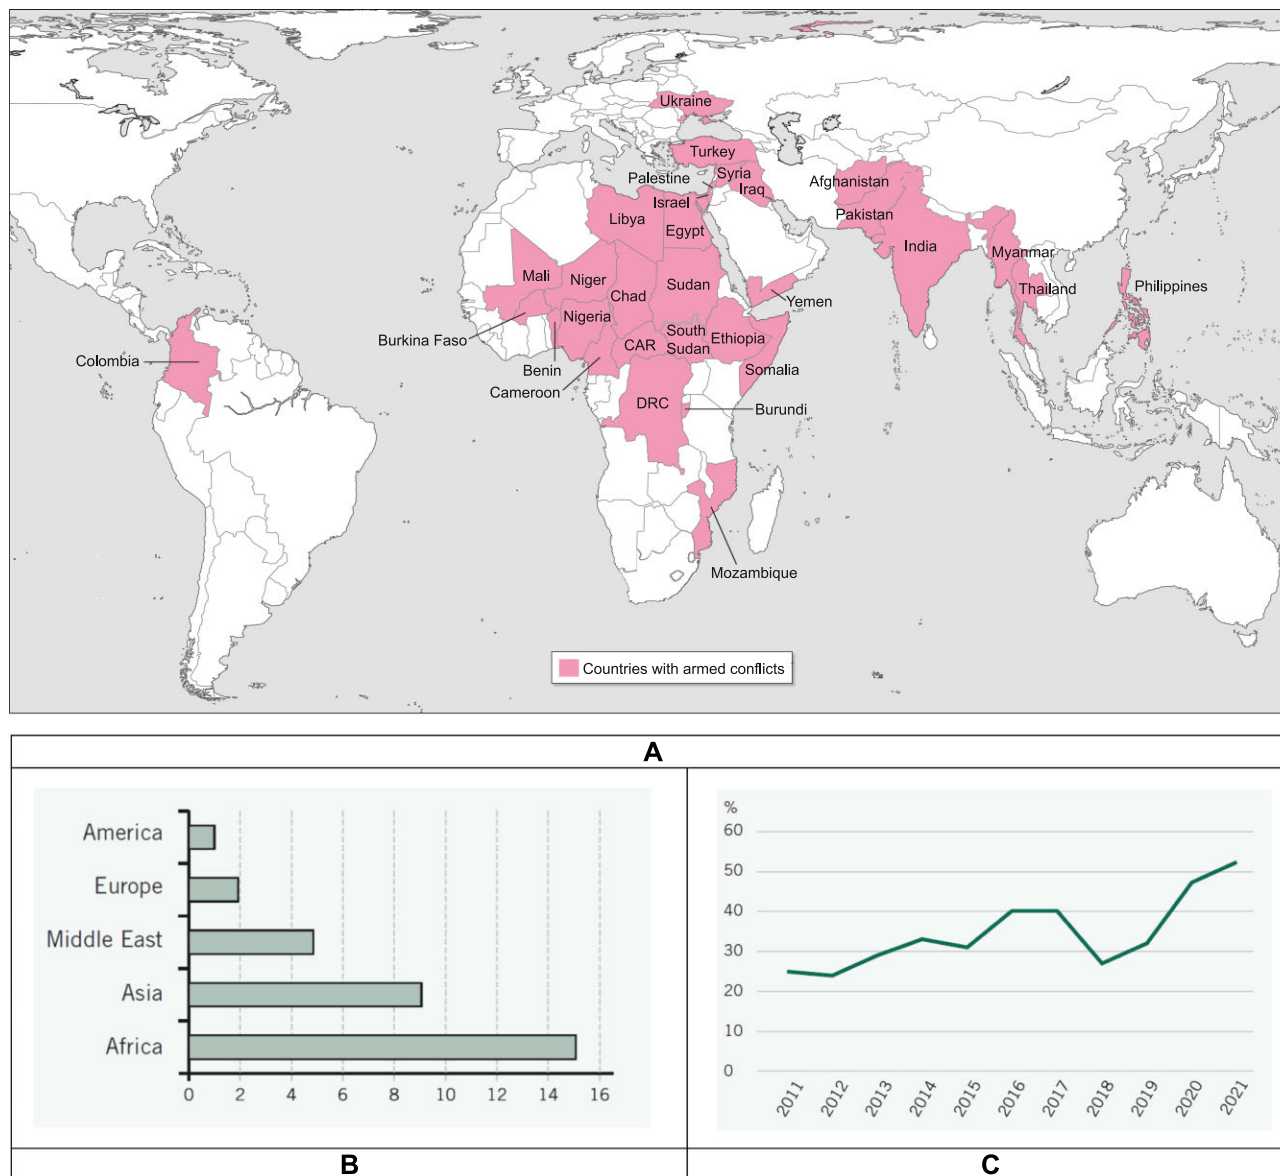 Ukraine
Turkey
Palestine
Syria
Israel
Iraq
Afghanistan
Libya
Egypt
Pakistan
India
Myanmar
Mali
Niger
Chad
Sudan
Yemen
Thailand
Philippines
Nigeria
Burkina Faso
CAR
South
Sudan
Ethiopia
Colombia
Benin
Cameroon
Somalia
DRC
Burundi
Mozambique
Countries with armed conflicts
A
America
Europe
Middle East
Asia
Africa
0 2 4 6 8 10 12 14 16
B
%
60
50
40
30
20
10
0
2011 2012 2013 2014 2015 2016 2017 2018 2019 2020 2021
C